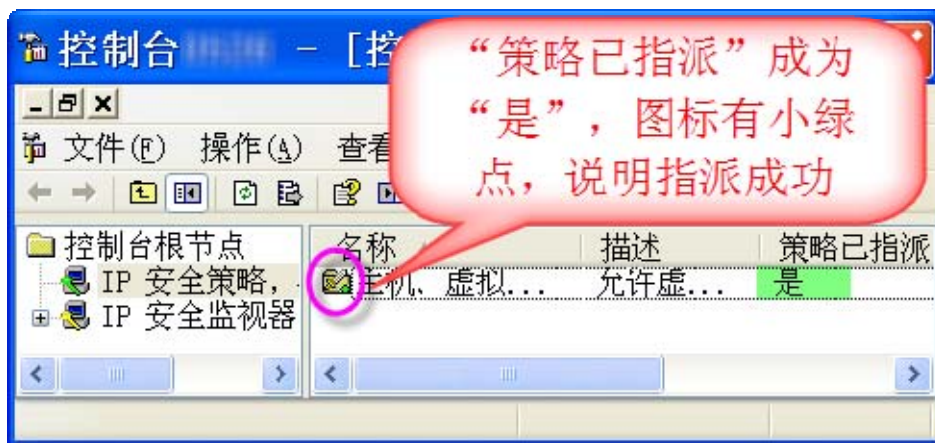 控制台 - [控
“策略已指派”成为
“是”，图标有小绿
点，说明指派成功
文件(F) 操作(A) 查看
控制台根节点
IP 安全策略，
IP 安全监视器
名称 描述 策略已指派
主机、虚拟... 允许虚... 是